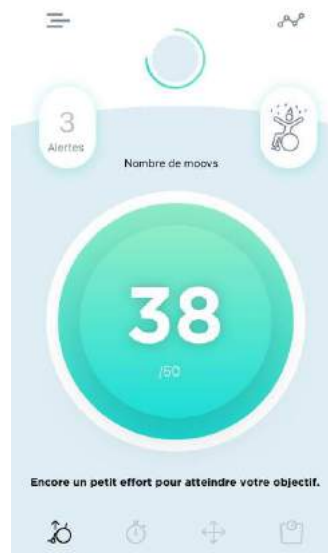 3
Alertes
Nombre de moovs
38
/50
Encore un petit effort pour atteindre votre objectif.